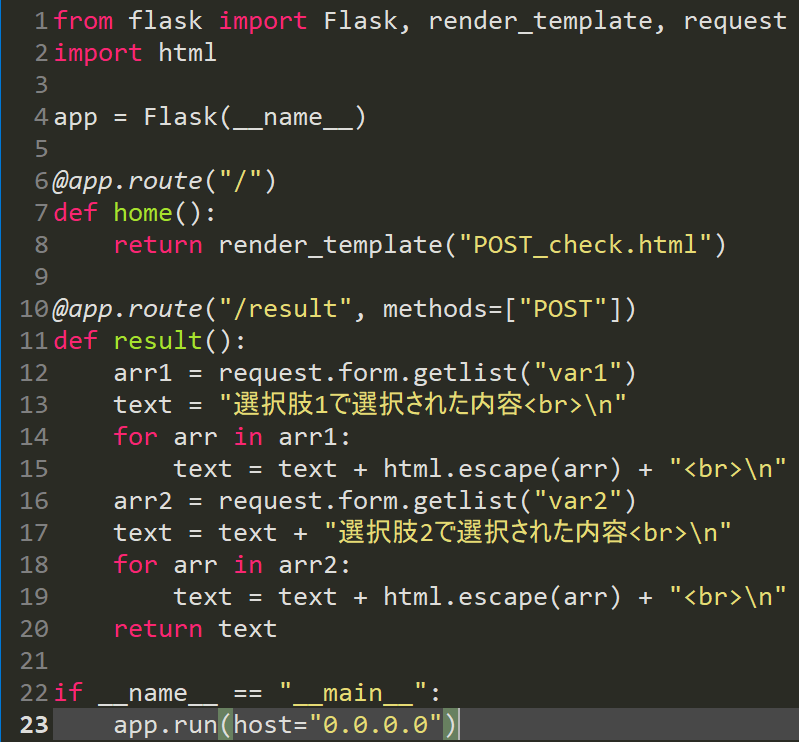 1 from flask import Flask, render_template, request
2 import html
3
4 app = Flask(__name__)
5
6 @app.route("/")
7 def home():
8     return render_template("POST_check.html")
9
10 @app.route("/result", methods=["POST"])
11 def result():
12     arr1 = request.form.getlist("var1")
13     text = "選択肢1で選択された内容<br>\n"
14     for arr in arr1:
15         text = text + html.escape(arr) + "<br>\n"
16     arr2 = request.form.getlist("var2")
17     text = text + "選択肢2で選択された内容<br>\n"
18     for arr in arr2:
19         text = text + html.escape(arr) + "<br>\n"
20     return text
21
22 if __name__ == "__main__":
23     app.run(host="0.0.0.0")